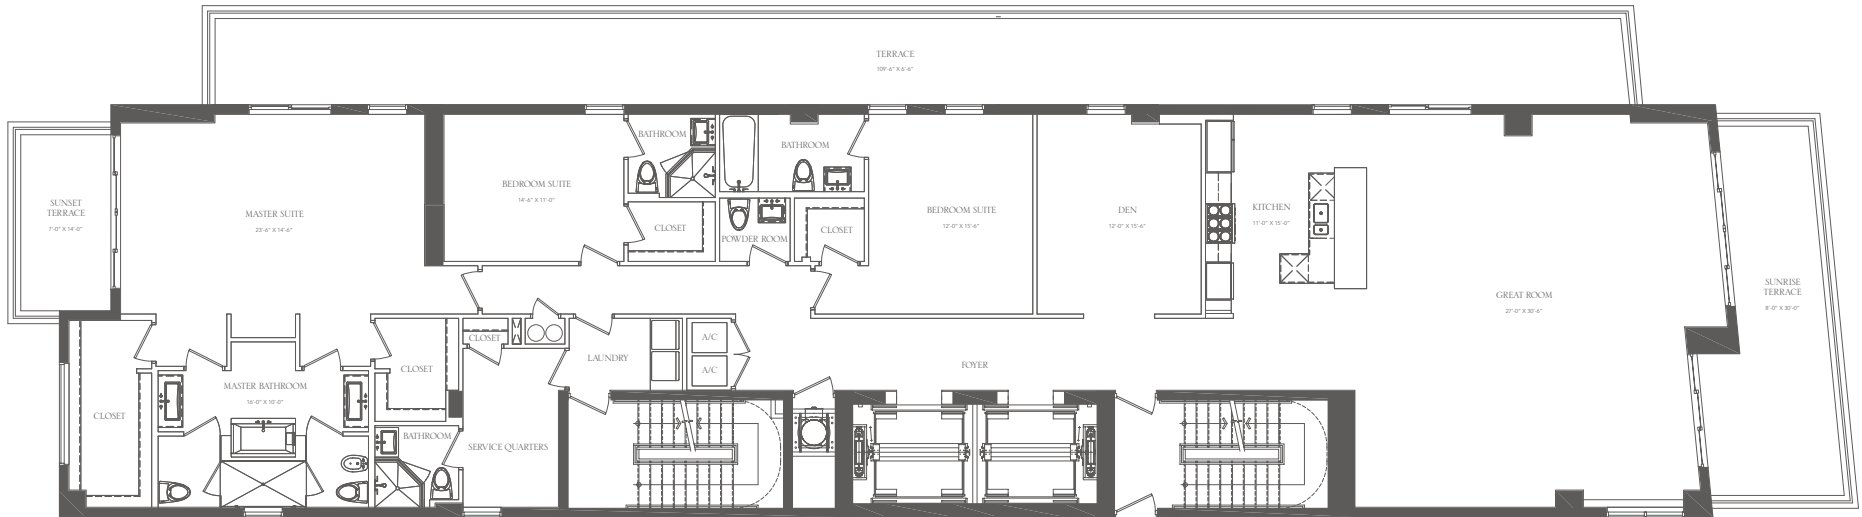 TERRACE
109'-6" X 6'-6"
SUNSET
TERRACE
7'-0" X 14'-0"
MASTER SUITE
23'-6" X 14'-6"
BEDROOM SUITE
14'-6" X 11'-0"
BATHROOM
CLOSET
BATHROOM
POWDER ROOM
CLOSET
BEDROOM SUITE
12'-0" X 15'-6"
DEN
12'-0" X 15'-6"
KITCHEN
11'-0" X 15'-0"
GREAT ROOM
27'-0" X 30'-6"
SUNRISE
TERRACE
8'-0" X 30'-0"
CLOSET
MASTER BATHROOM
16'-0" X 10'-0"
CLOSET
CLOSET
BATHROOM
SERVICE QUARTERS
LAUNDRY
A/C
A/C
FOYER